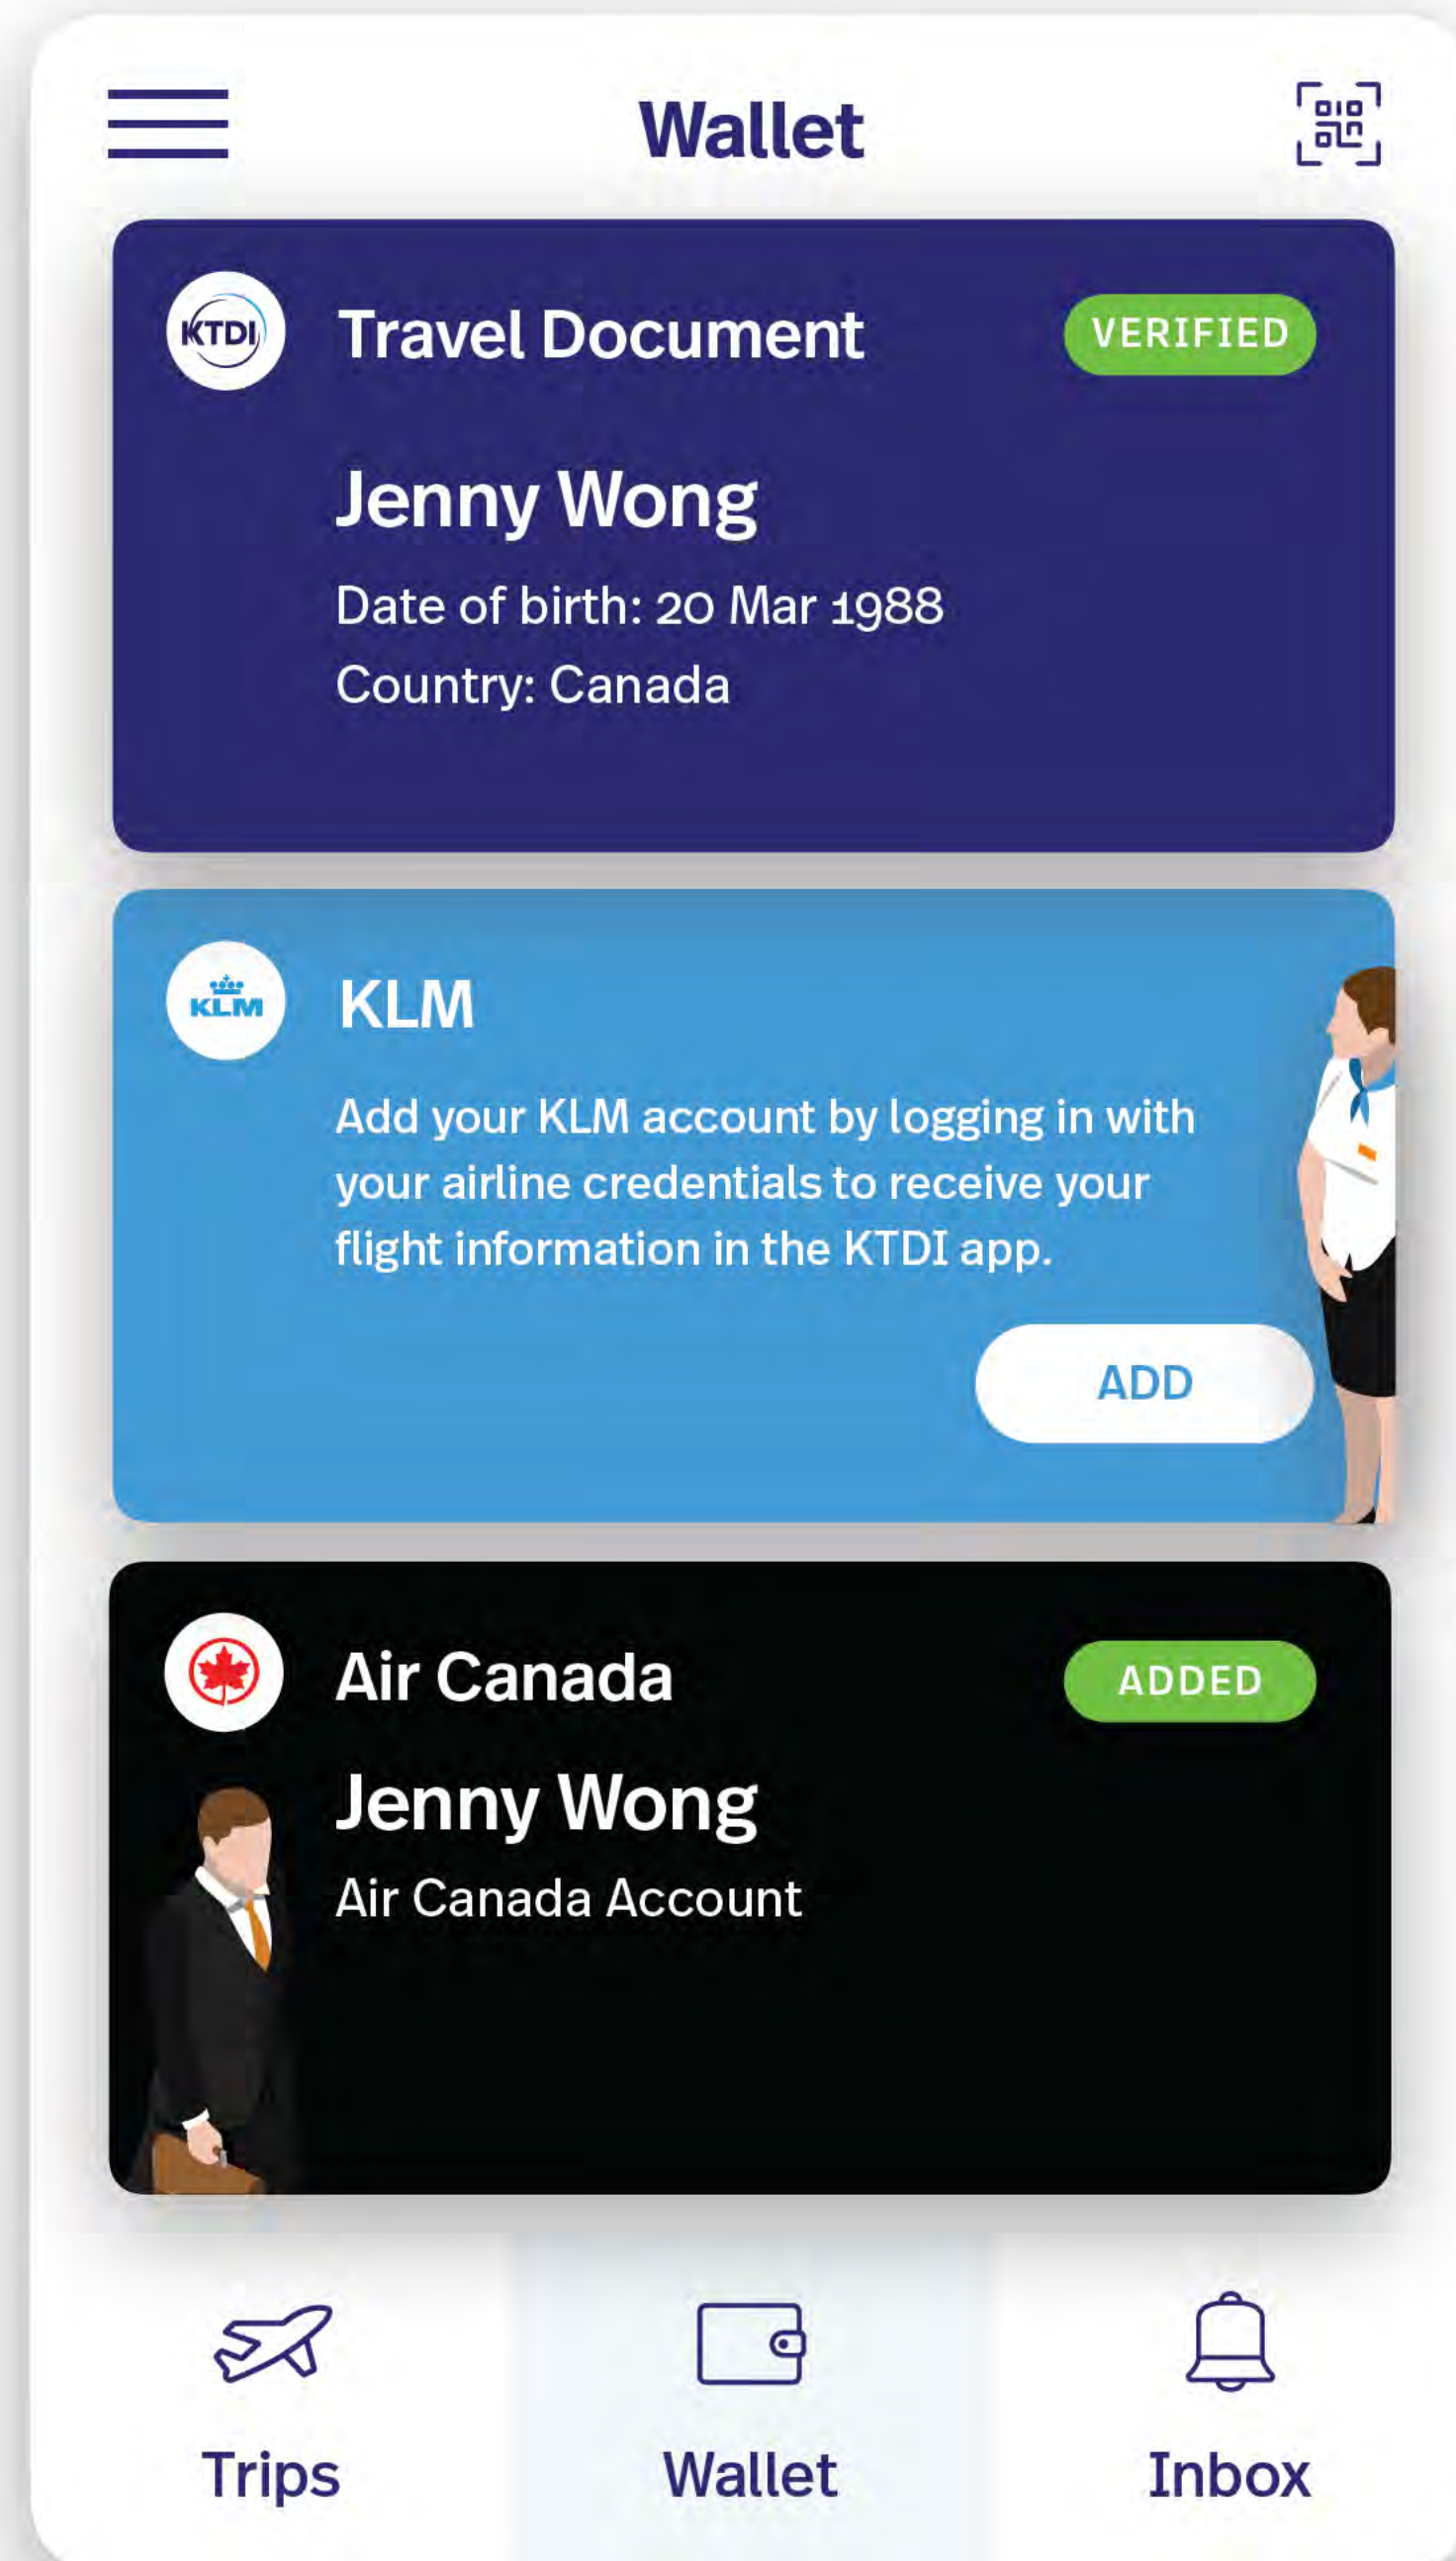 Wallet
KTDI
Travel Document
VERIFIED
Jenny Wong
Date of birth: 20 Mar 1988
Country: Canada
KLM
KLM
Add your KLM account by logging in with
your airline credentials to receive your
flight information in the KTDI app.
ADD
Air Canada
ADDED
Jenny Wong
Air Canada Account
Trips
Wallet
Inbox